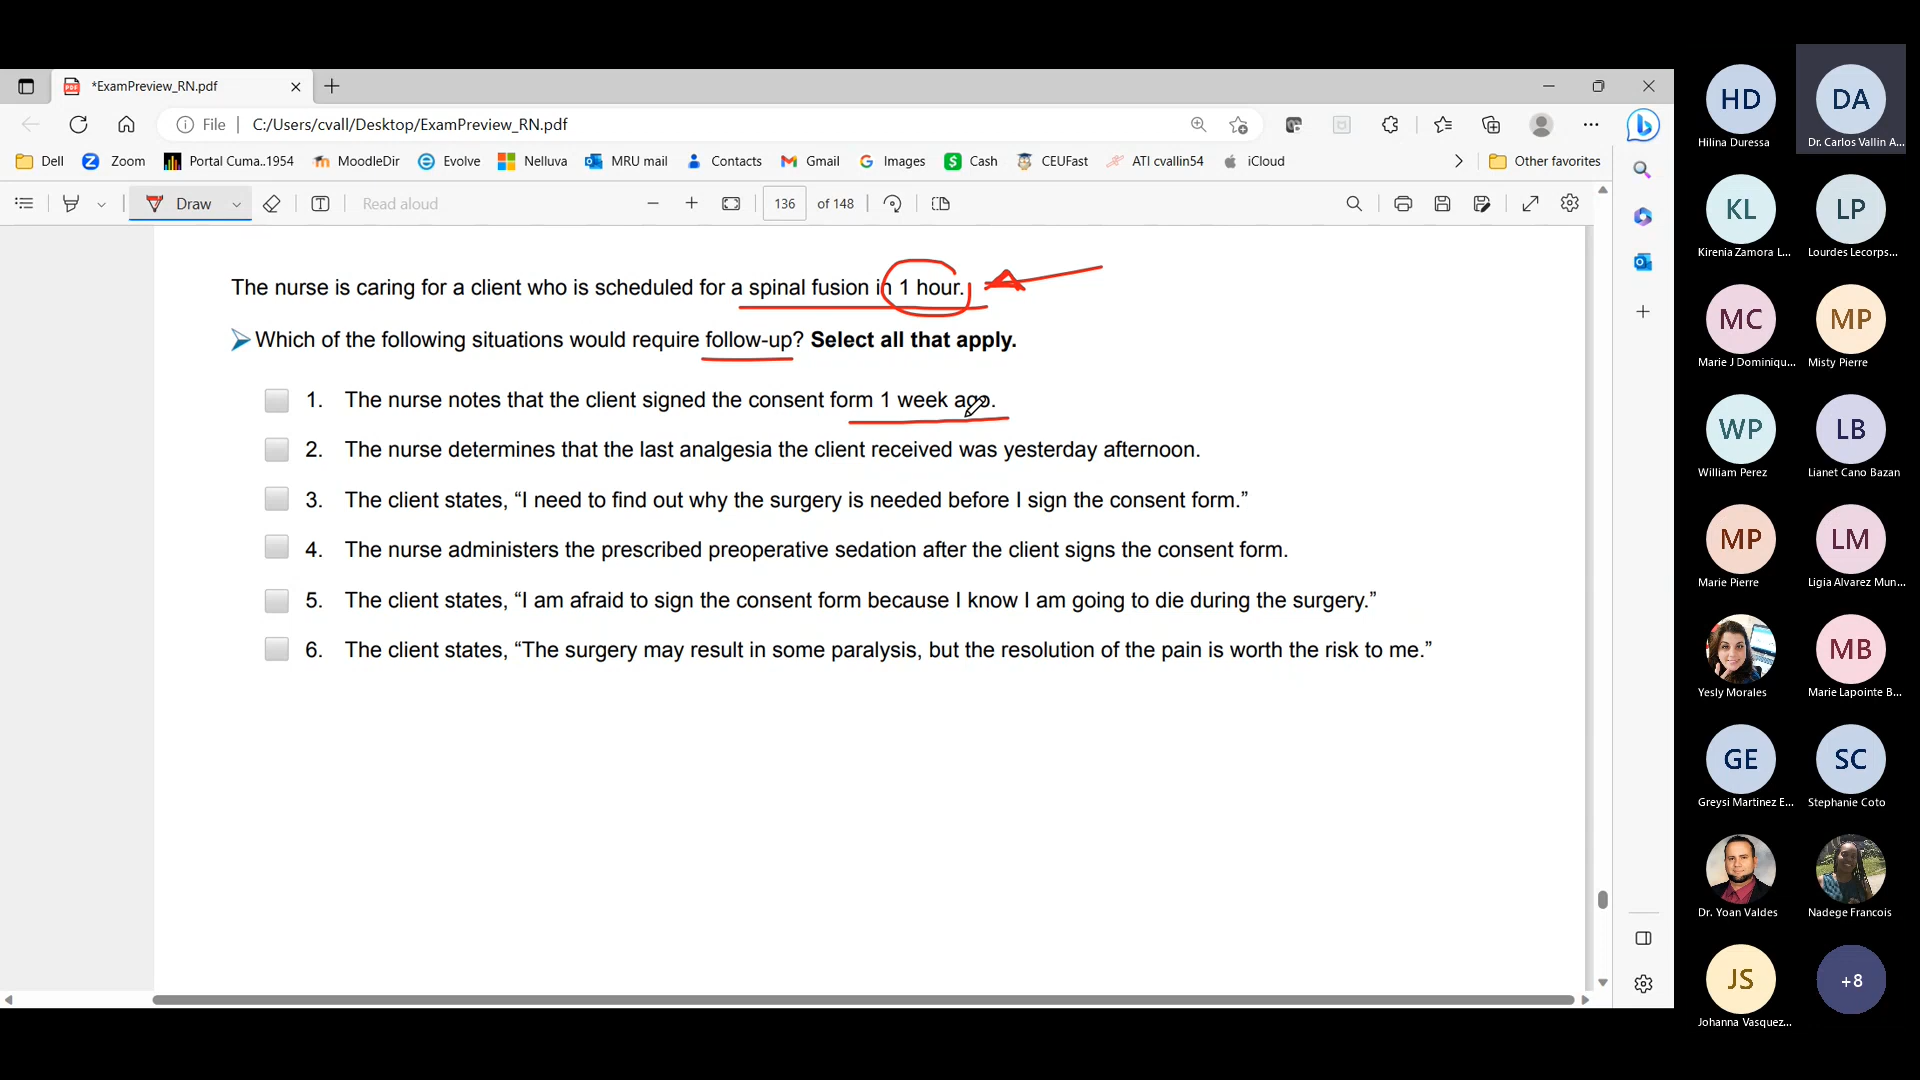 *ExamPreview_RN.pdf
File
C:/Users/cvall/Desktop/ExamPreview_RN.pdf
Dell Zoom Portal Cuma..1954 MoodleDir Evolve Nelluva MRU mail Contacts Gmail Images Cash CEUFast ATI cvallin54 iCloud Other favorites
Draw Read aloud 136 of 148
The nurse is caring for a client who is scheduled for a spinal fusion in 1 hour.
Which of the following situations would require follow-up? Select all that apply.
1. The nurse notes that the client signed the consent form 1 week ago.
2. The nurse determines that the last analgesia the client received was yesterday afternoon.
3. The client states, “I need to find out why the surgery is needed before I sign the consent form.”
4. The nurse administers the prescribed preoperative sedation after the client signs the consent form.
5. The client states, “I am afraid to sign the consent form because I know I am going to die during the surgery.”
6. The client states, “The surgery may result in some paralysis, but the resolution of the pain is worth the risk to me.”
HD DA
Hilina Duressa Dr. Carlos Vallin A...
KL LP
Kirenia Zamora L... Lourdes Lecorps...
MC MP
Marie J Dominiqu... Misty Pierre
WP LB
William Perez Lianet Cano Bazan
MP LM
Marie Pierre Ligia Alvarez Mun...
MB
Yesly Morales Marie Lapointe B...
GE SC
Greysi Martinez E... Stephanie Coto
Dr. Yoan Valdes Nadege Francois
JS +8
Johanna Vasquez...